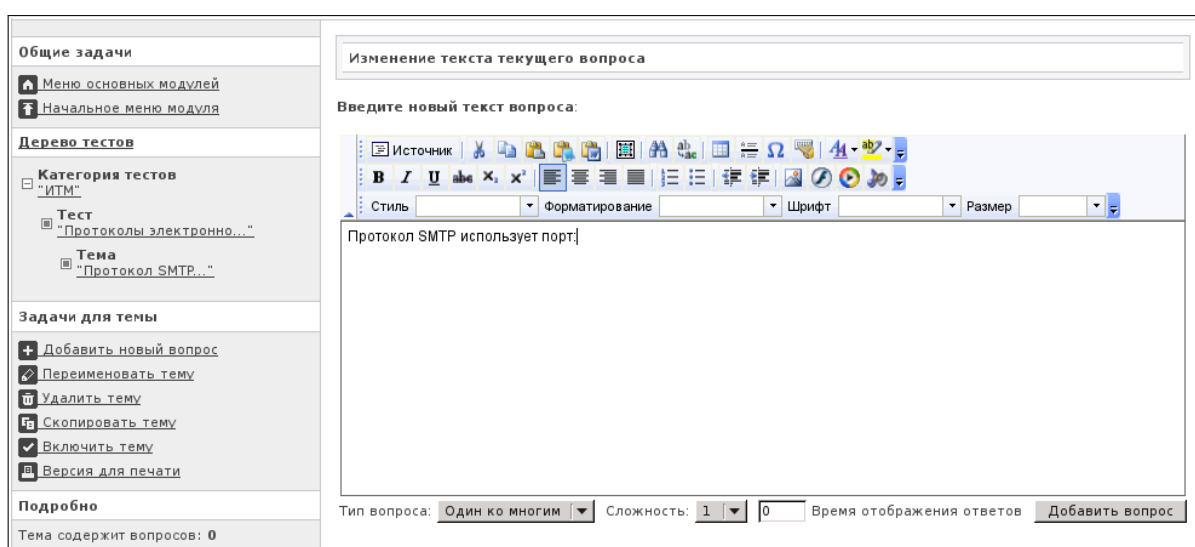 Общие задачи
Меню основных модулей
Начальное меню модуля
Дерево тестов
Категория тестов
"ИТМ"
Тест
"Протоколы электронно..."
Тема
"Протокол SMTP..."
Задачи для темы
Добавить новый вопрос
Переименовать тему
Удалить тему
Скопировать тему
Включить тему
Версия для печати
Подробно
Тема содержит вопросов: 0
Изменение текста текущего вопроса
Введите новый текст вопроса:
Источник
Стиль Форматирование Шрифт Размер
Протокол SMTP использует порт:
Тип вопроса: Один ко многим Сложность: 1 0 Время отображения ответов Добавить вопрос